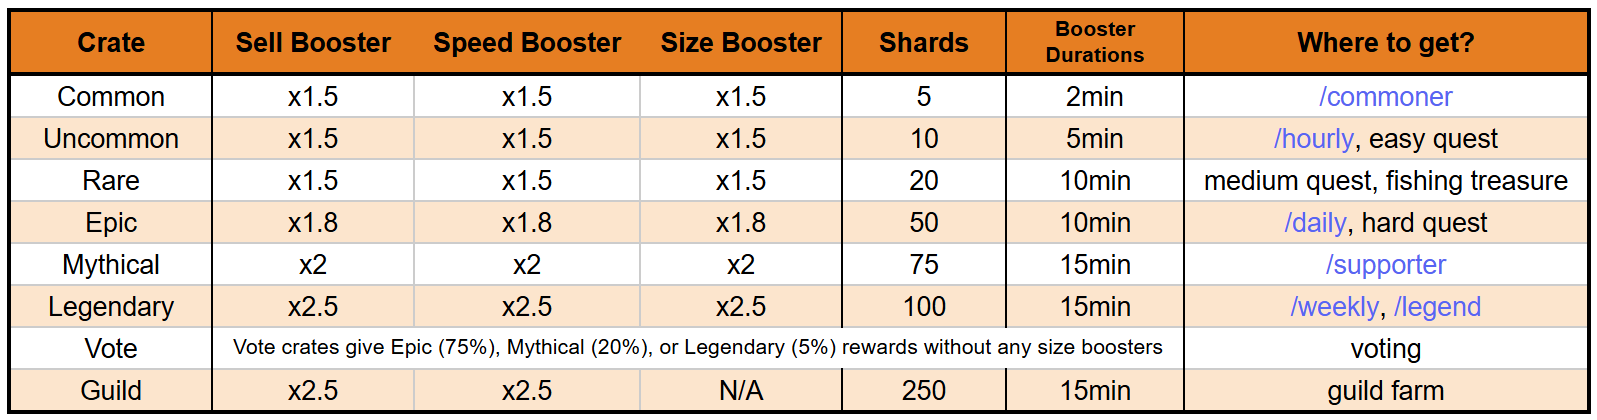 Crate Sell Booster Speed Booster Size Booster Shards Booster Durations Where to get?
Common x1.5 x1.5 x1.5 5 2min /commoner
Uncommon x1.5 x1.5 x1.5 10 5min /hourly, easy quest
Rare x1.5 x1.5 x1.5 20 10min medium quest, fishing treasure
Epic x1.8 x1.8 x1.8 50 10min /daily, hard quest
Mythical x2 x2 x2 75 15min /supporter
Legendary x2.5 x2.5 x2.5 100 15min /weekly, /legend
Vote Vote crates give Epic (75%), Mythical (20%), or Legendary (5%) rewards without any size boosters voting
Guild x2.5 x2.5 N/A 250 15min guild farm